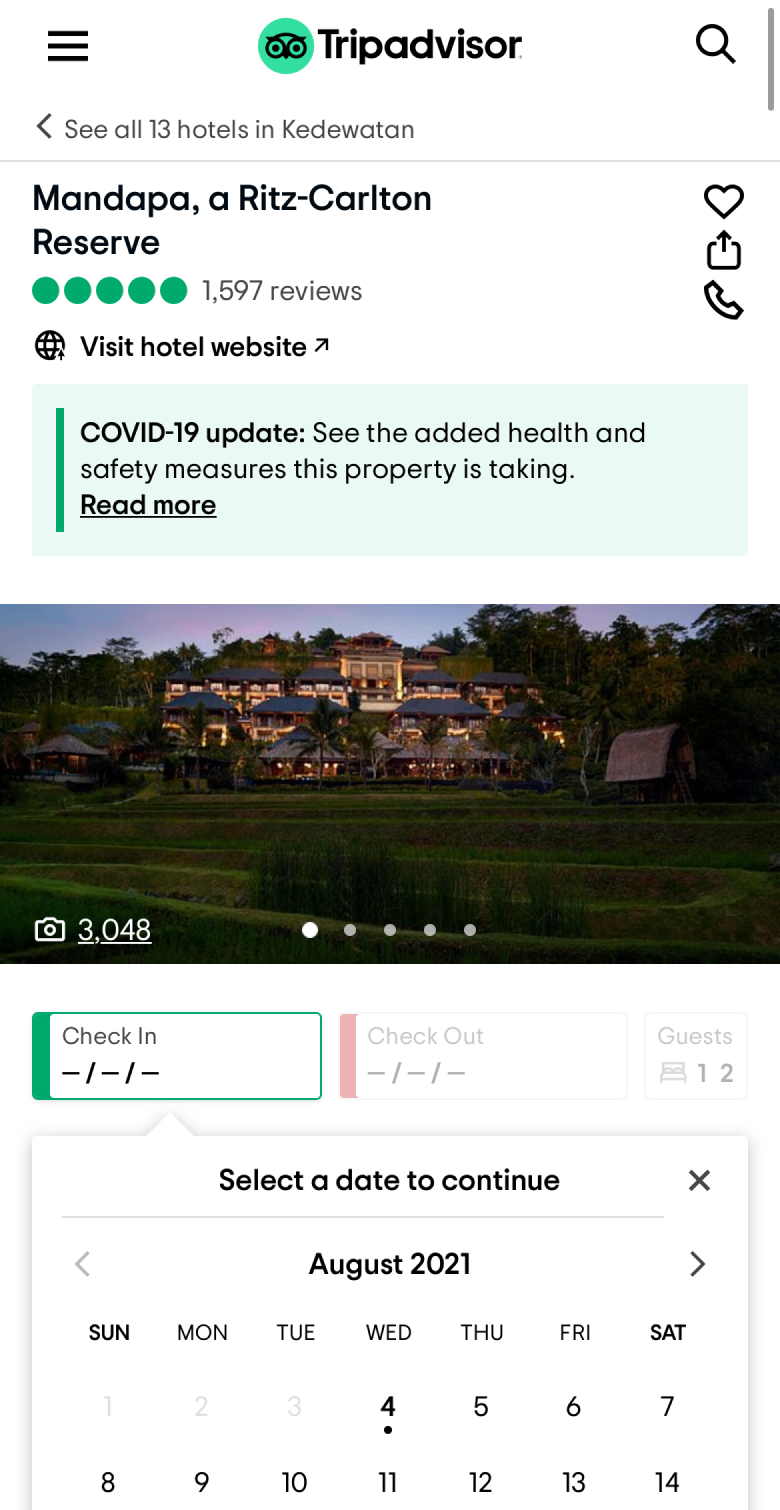 Tripadvisor
See all 13 hotels in Kedewatan
Mandapa, a Ritz-Carlton
Reserve
1,597 reviews
Visit hotel website
COVID-19 update: See the added health and
safety measures this property is taking.
Read more
3,048
Check In
Check Out
Guests
– / – / –
– / – / –
1 2
Select a date to continue
August 2021
SUN MON TUE WED THU FRI SAT
1 2 3 4 5 6 7
8 9 10 11 12 13 14